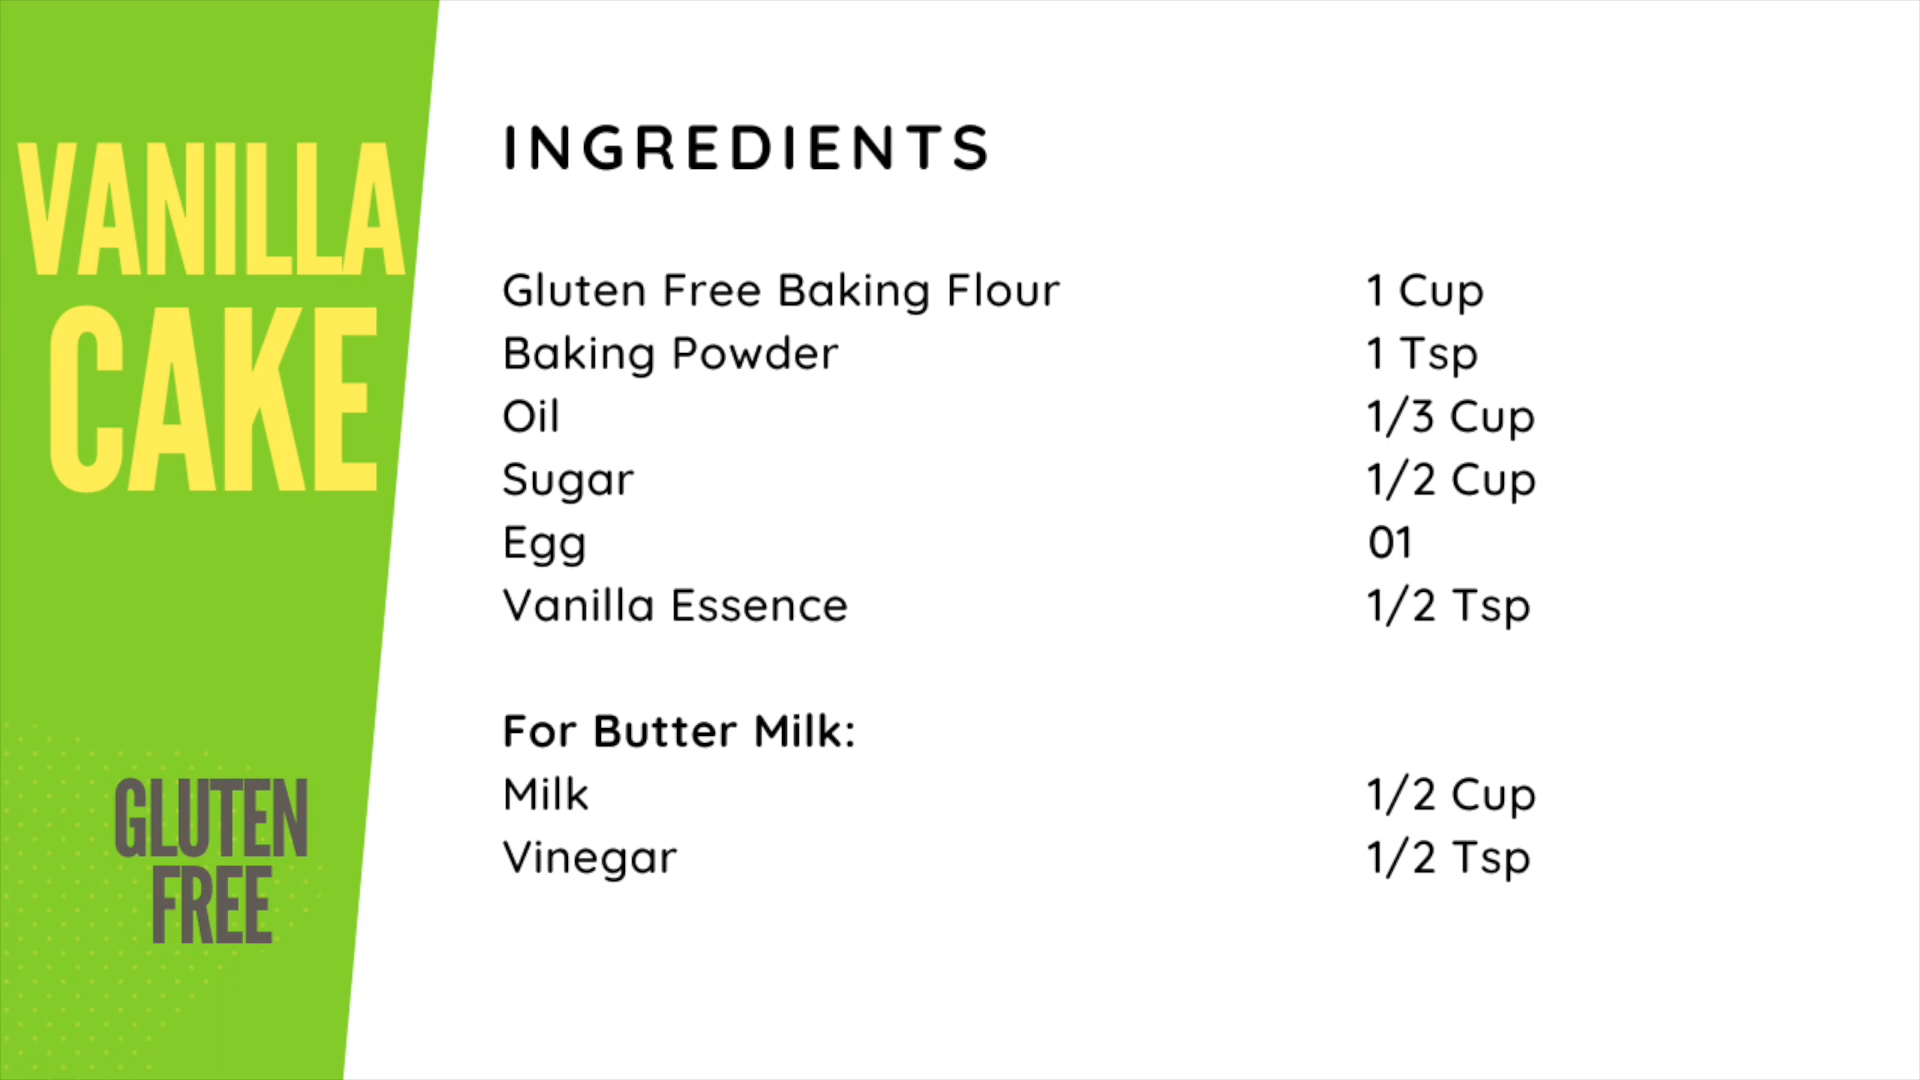 VANILLA
CAKE
GLUTEN
FREE
INGREDIENTS
Gluten Free Baking Flour 1 Cup
Baking Powder 1 Tsp
Oil 1/3 Cup
Sugar 1/2 Cup
Egg 01
Vanilla Essence 1/2 Tsp
For Butter Milk:
Milk 1/2 Cup
Vinegar 1/2 Tsp